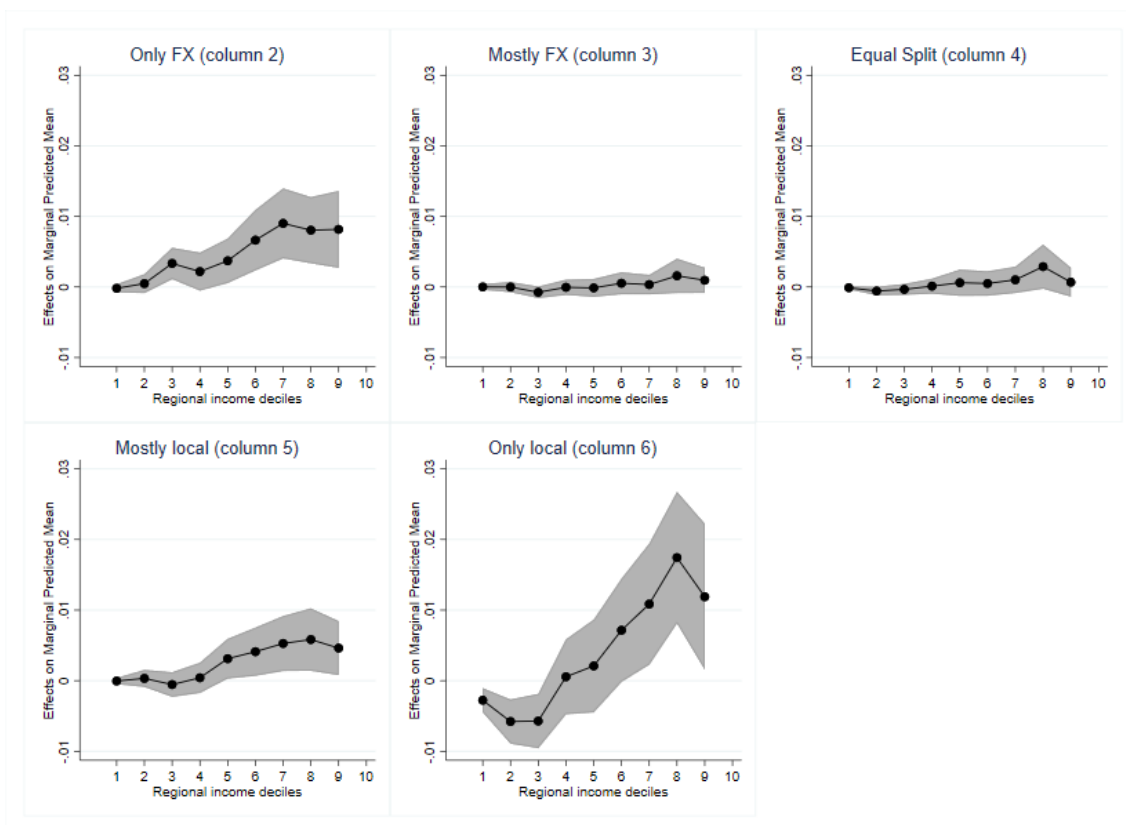 Only FX (column 2)
Effects on Marginal Predicted Mean
.03
.02
.01
0
-.01
1 2 3 4 5 6 7 8 9 10
Regional income deciles
Mostly FX (column 3)
Effects on Marginal Predicted Mean
.03
.02
.01
0
-.01
1 2 3 4 5 6 7 8 9 10
Regional income deciles
Equal Split (column 4)
Effects on Marginal Predicted Mean
.03
.02
.01
0
-.01
1 2 3 4 5 6 7 8 9 10
Regional income deciles
Mostly local (column 5)
Effects on Marginal Predicted Mean
.03
.02
.01
0
-.01
1 2 3 4 5 6 7 8 9 10
Regional income deciles
Only local (column 6)
Effects on Marginal Predicted Mean
.03
.02
.01
0
-.01
1 2 3 4 5 6 7 8 9 10
Regional income deciles